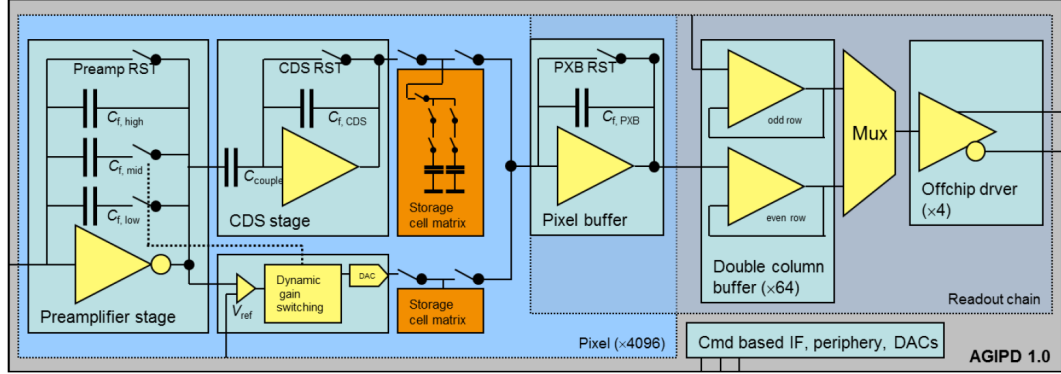 Preamp RST
C f, high
C f, mid
C f, low
Preamplifier stage
CDS RST
C f, CDS
C couple
CDS stage
Storage
cell matrix
V ref
Dynamic
gain
switching
DAC
Storage
cell matrix
PXB RST
C f, PXB
Pixel buffer
Pixel (×4096)
odd row
even row
Double column
buffer (×64)
Mux
Offchip drver
(×4)
Readout chain
Cmd based IF, periphery, DACs
AGIPD 1.0